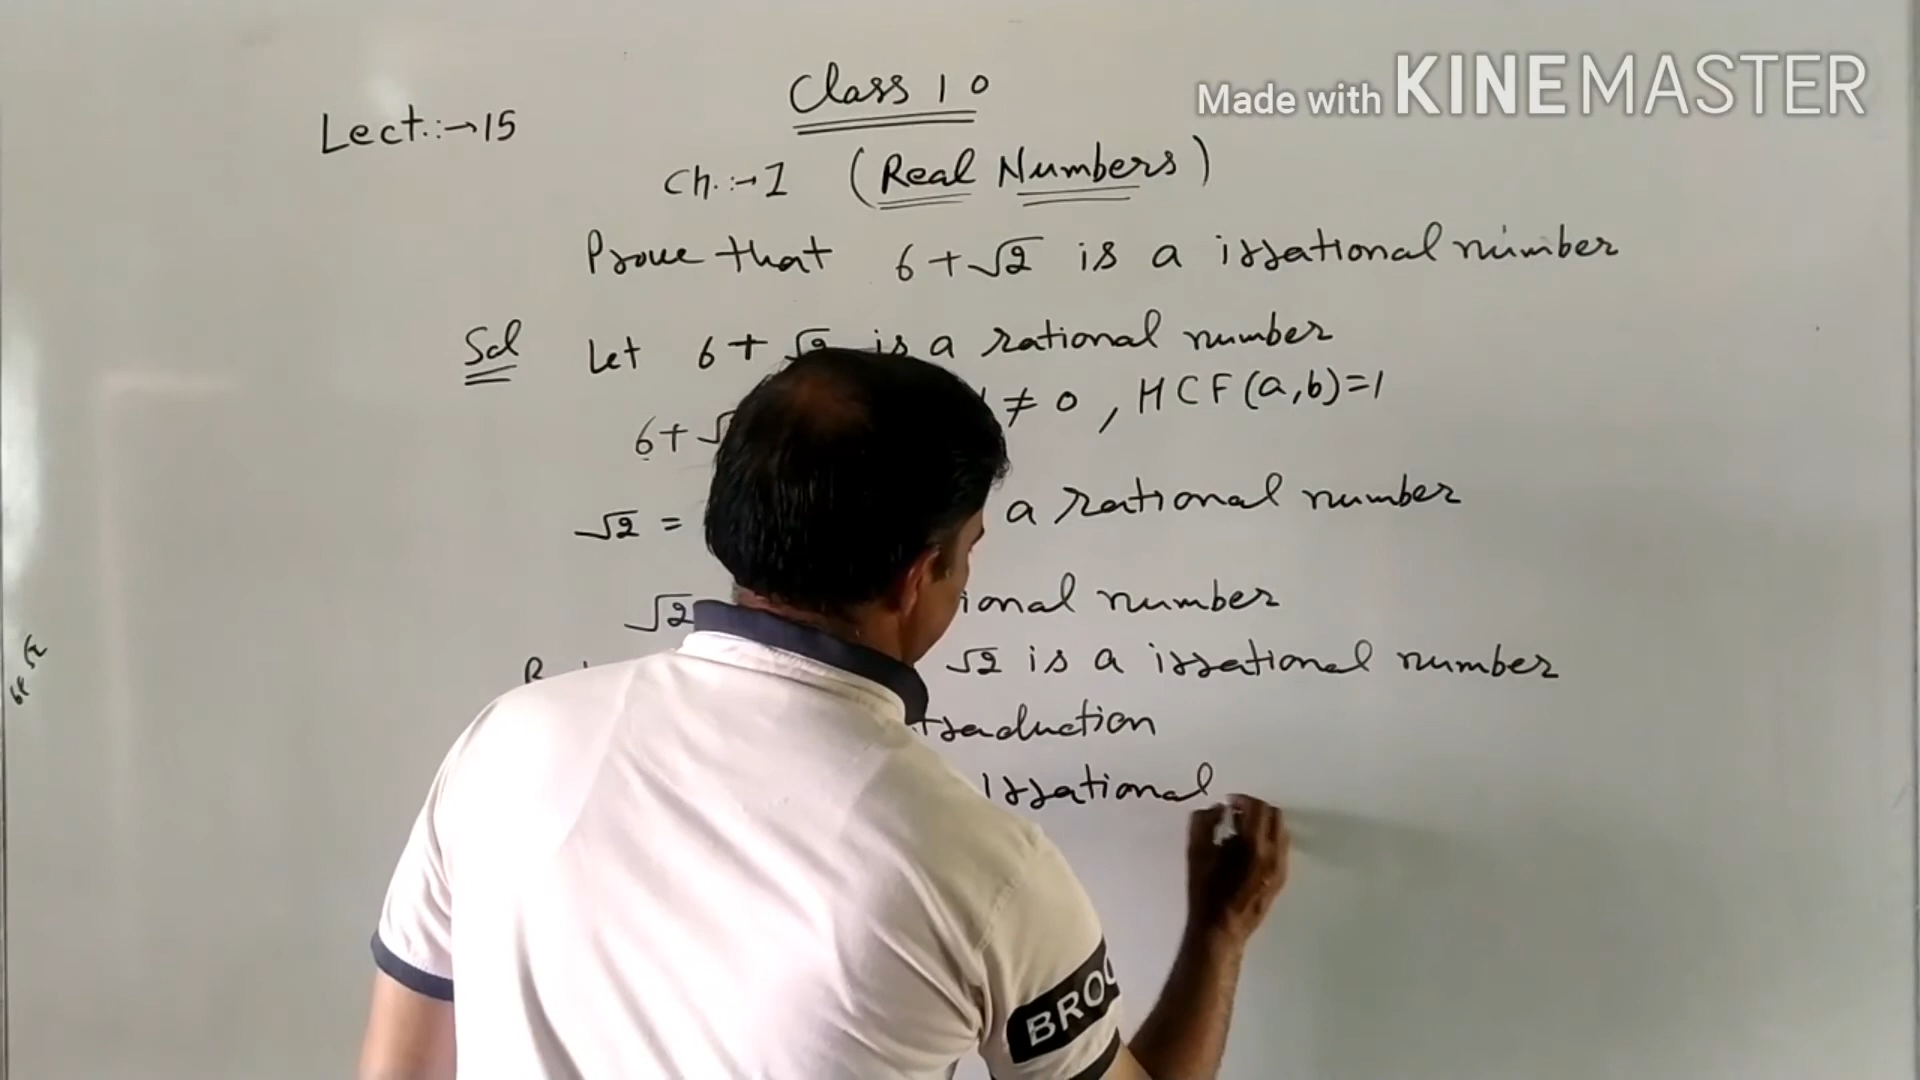 Made with KINEMASTER
Class 10
Lect.:→15
Ch.:→1 (Real Numbers)
Prove that 6+√2 is a irrational number
Sol Let 6+√2 is a rational number
6+√ ≠ 0, HCF(a,b)=1
√2 = a rational number
√2 number
√2 is a irrational number
irrational
BRO
6+√2